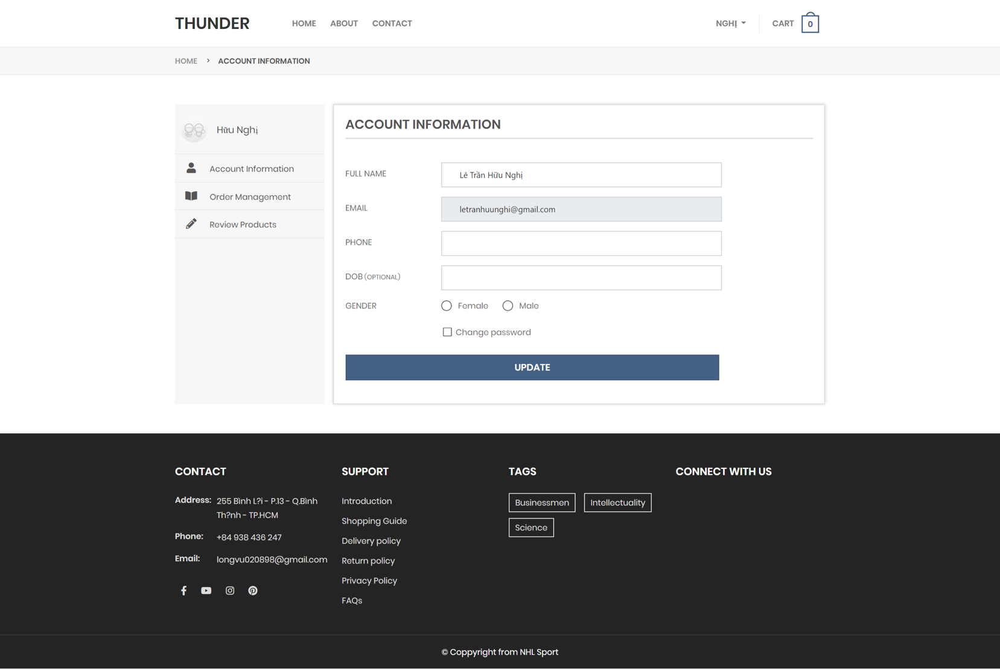 THUNDER
HOME
ABOUT
CONTACT
NGHỊ
CART
0
HOME
ACCOUNT INFORMATION
Hữu Nghị
Account Information
Order Management
Review Products
ACCOUNT INFORMATION
FULL NAME
Lê Trần Hữu Nghị
EMAIL
letranhuunghi@gmail.com
PHONE
DOB (OPTIONAL)
GENDER
Female
Male
Change password
UPDATE
CONTACT
Address: 255 Bình L?i - P.13 - Q.Bình
Th?nh - TP.HCM
Phone: +84 938 436 247
Email: longvu020898@gmail.com
SUPPORT
Introduction
Shopping Guide
Delivery policy
Return policy
Privacy Policy
FAQs
TAGS
Businessmen
Intellectuality
Science
CONNECT WITH US
© Coppyright from NHL Sport